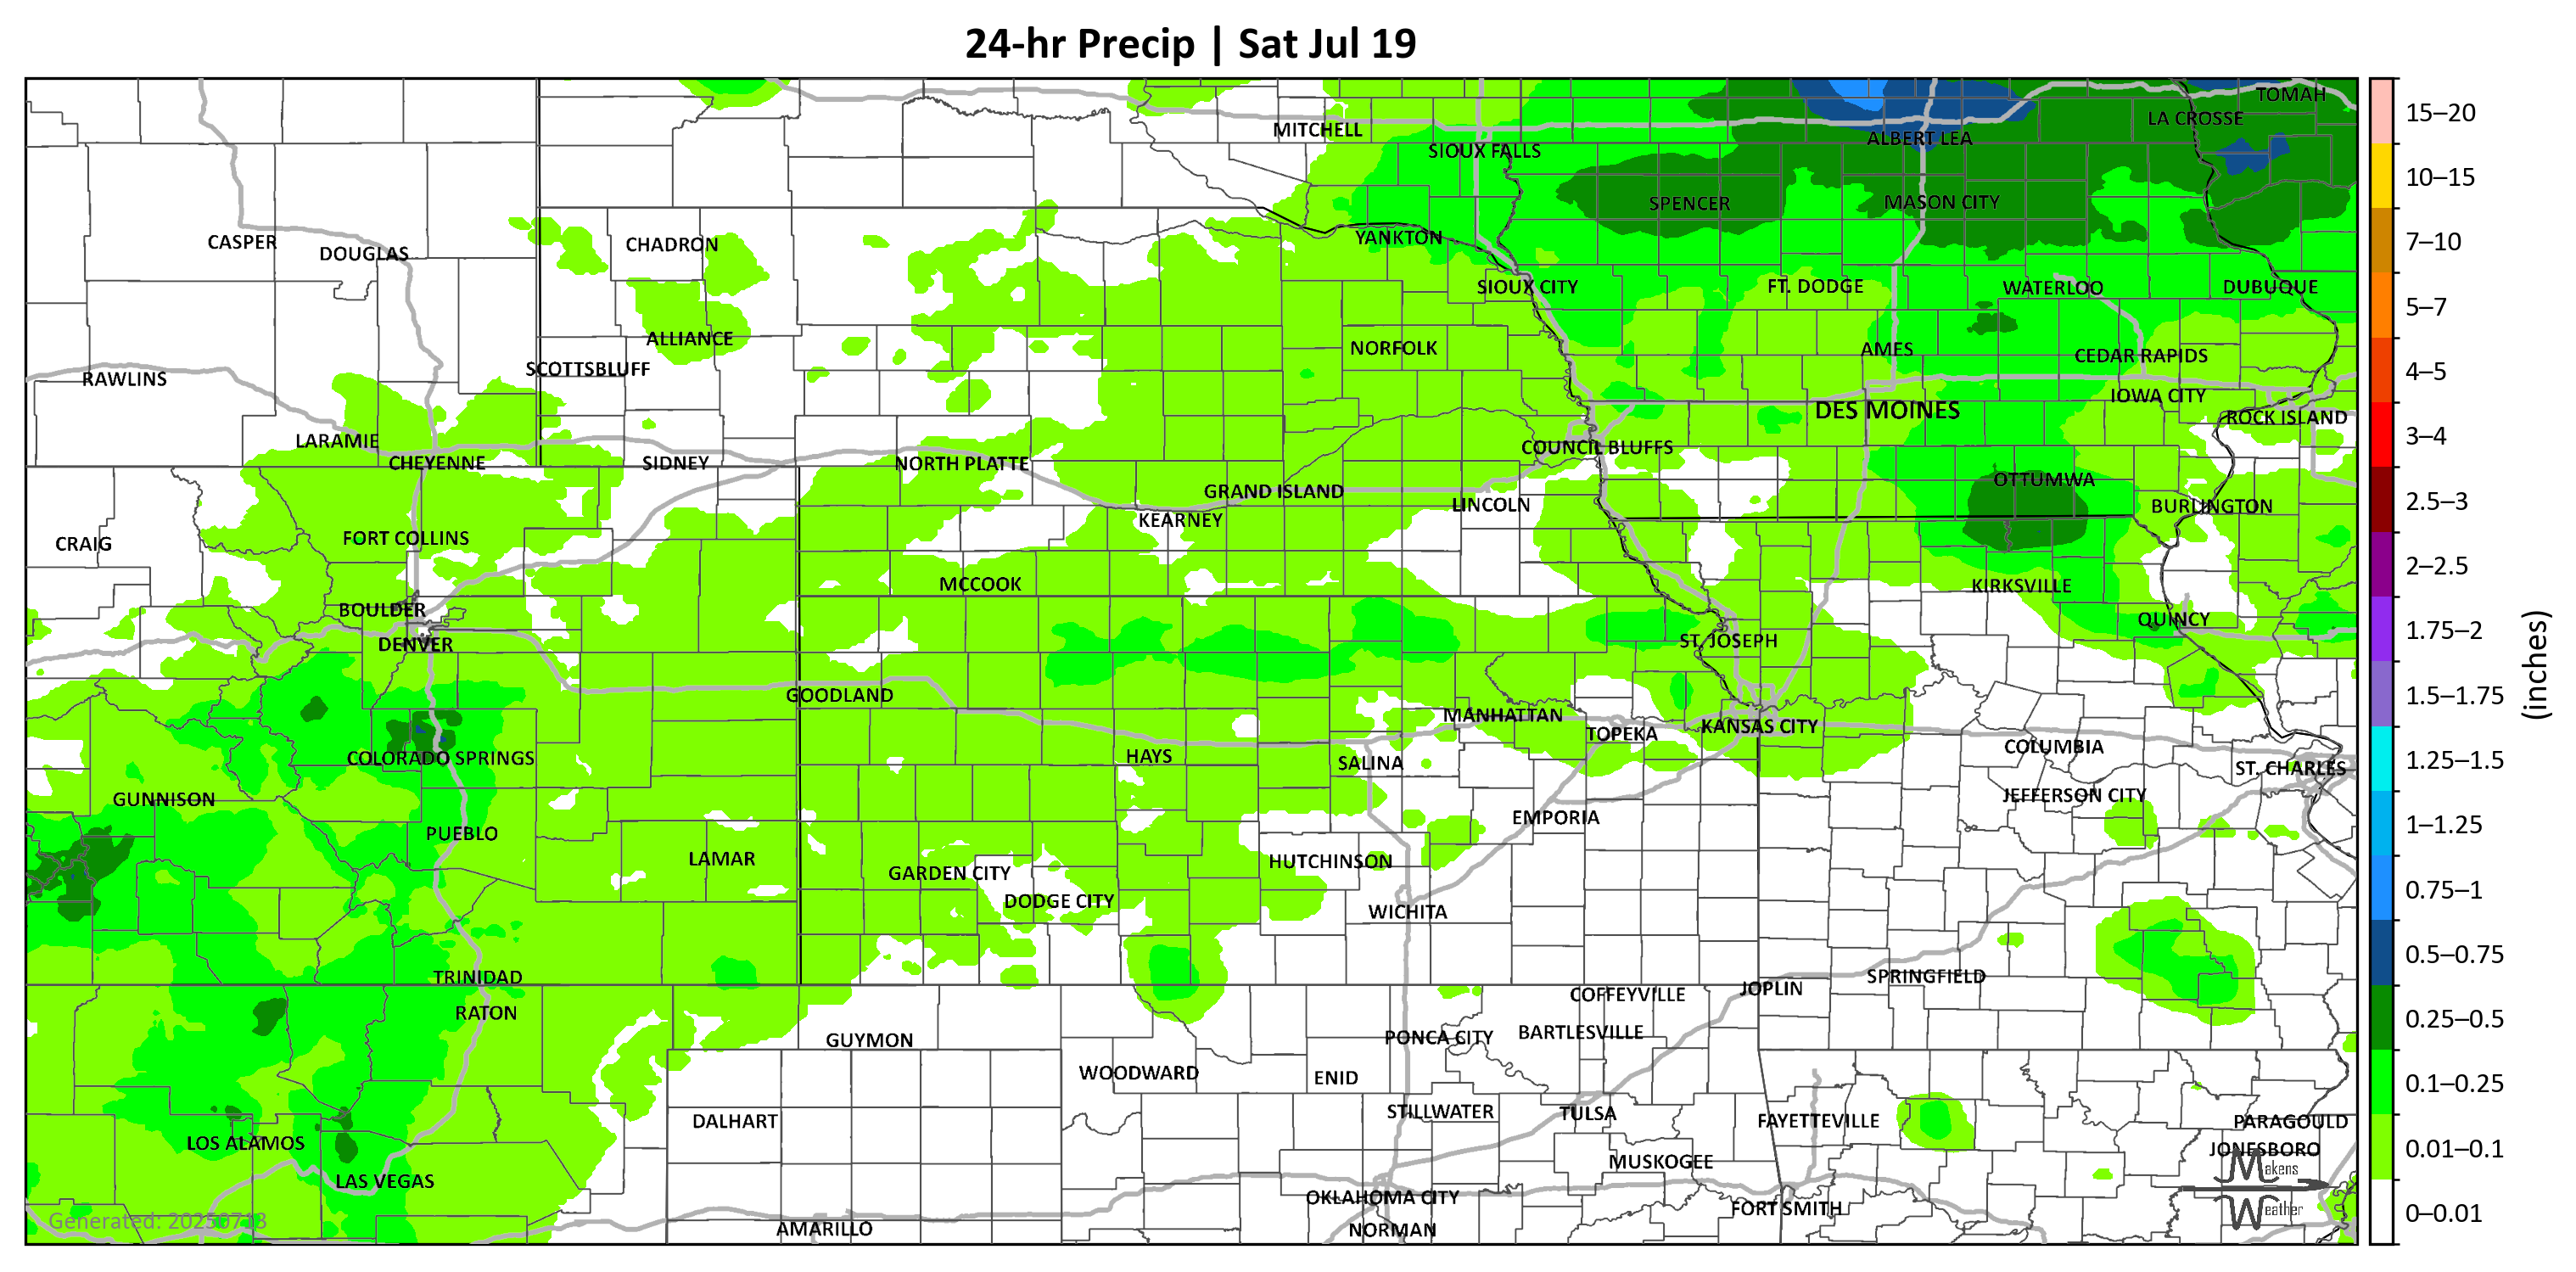 24-hr Precip | Sat Jul 19
TOMAH
LA CROSSE
MITCHELL
ALBERT LEA
SIOUX FALLS
SPENCER
MASON CITY
YANKTON
CASPER
CHADRON
DOUGLAS
SIOUX CITY
FT. DODGE
WATERLOO
DUBUQUE
ALLIANCE
NORFOLK
AMES
CEDAR RAPIDS
SCOTTSBLUFF
RAWLINS
IOWA CITY
DES MOINES
ROCK ISLAND
LARAMIE
COUNCIL BLUFFS
CHEYENNE
SIDNEY
NORTH PLATTE
OTTUMWA
GRAND ISLAND
LINCOLN
BURLINGTON
KEARNEY
FORT COLLINS
CRAIG
MCCOOK
KIRKSVILLE
BOULDER
QUINCY
DENVER
ST. JOSEPH
GOODLAND
MANHATTAN
KANSAS CITY
TOPEKA
COLUMBIA
COLORADO SPRINGS
HAYS
SALINA
ST. CHARLES
GUNNISON
JEFFERSON CITY
EMPORIA
PUEBLO
LAMAR
HUTCHINSON
GARDEN CITY
DODGE CITY
WICHITA
TRINIDAD
SPRINGFIELD
JOPLIN
COFFEYVILLE
RATON
BARTLESVILLE
GUYMON
PONCA CITY
WOODWARD
ENID
STILLWATER
TULSA
DALHART
FAYETTEVILLE
PARAGOULD
LOS ALAMOS
JONESBORO
MUSKOGEE
Makens
LAS VEGAS
OKLAHOMA CITY
FORT SMITH
Weather
Generated: 20250713
AMARILLO
NORMAN
15–20
10–15
7–10
5–7
4–5
3–4
2.5–3
2–2.5
1.75–2
1.5–1.75
1.25–1.5
1–1.25
0.75–1
0.5–0.75
0.25–0.5
0.1–0.25
0.01–0.1
0–0.01
(inches)